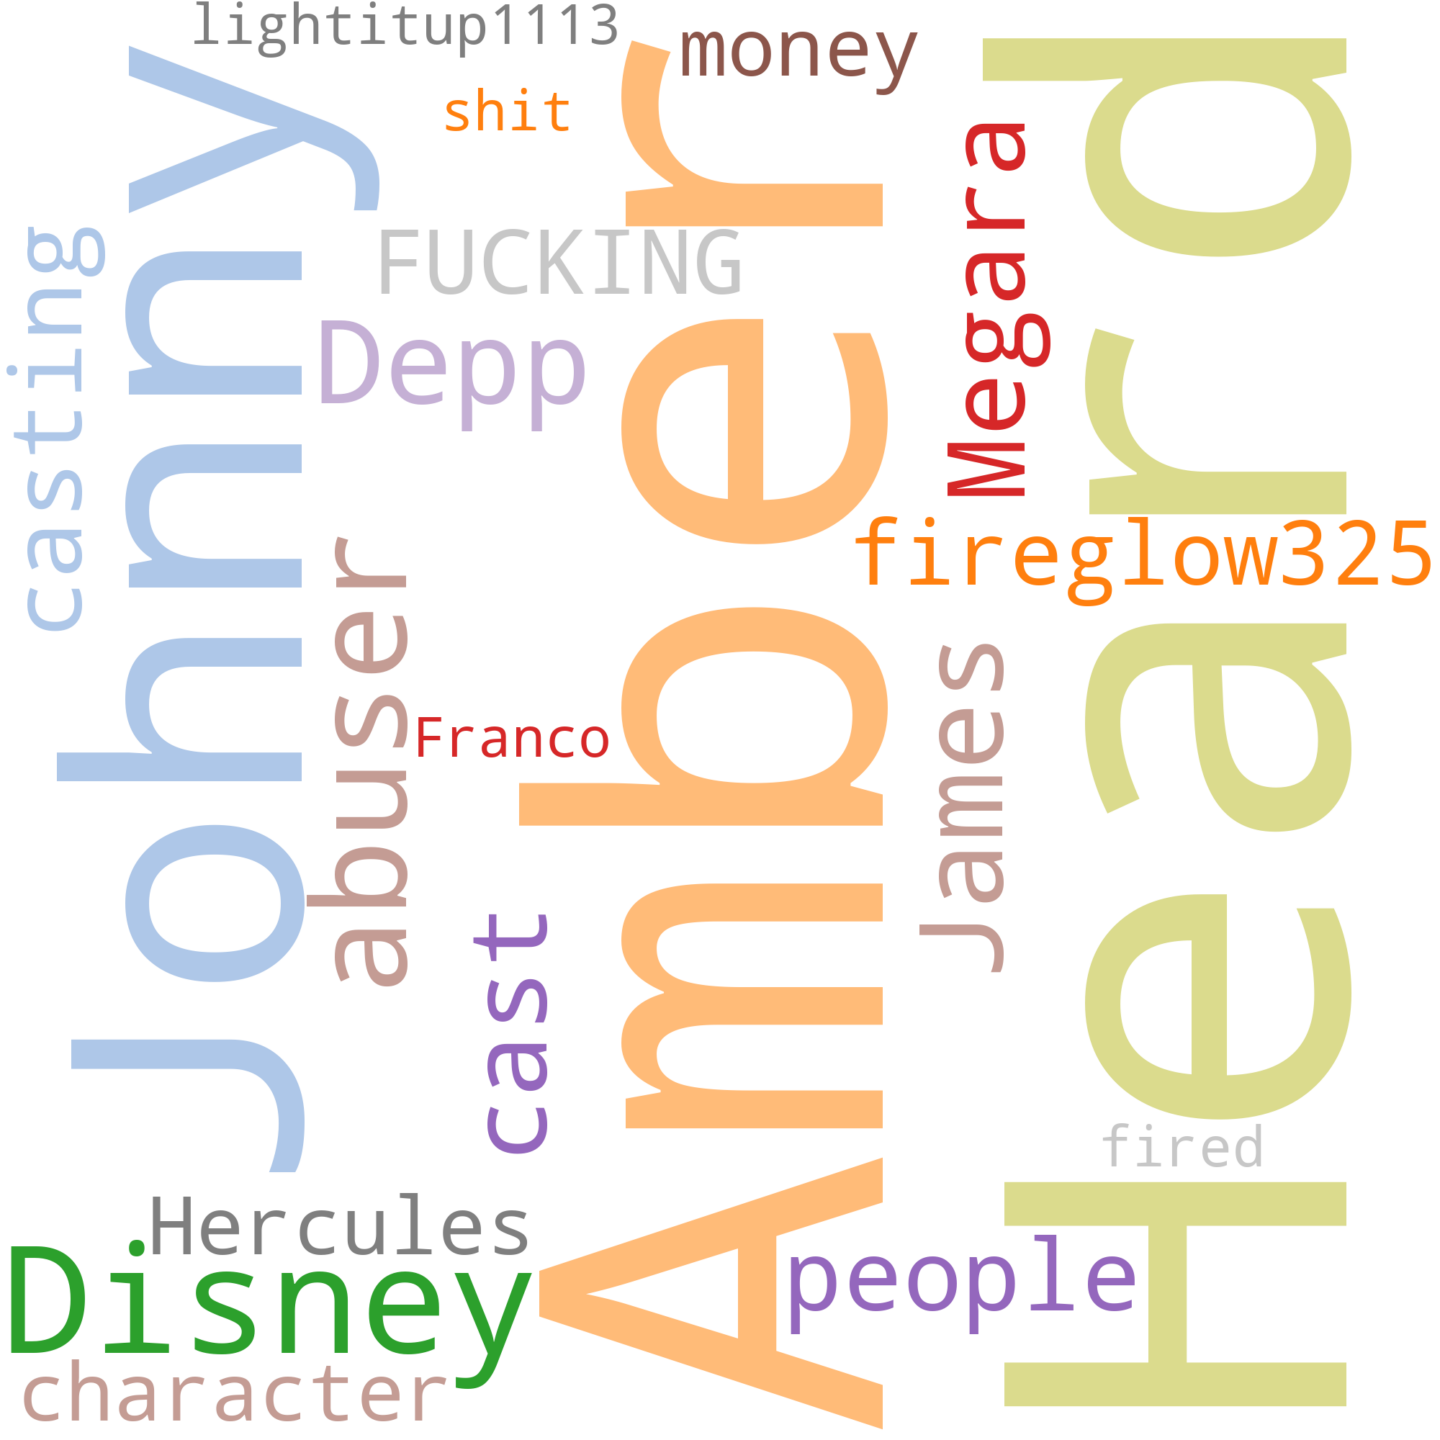 lightitup1113
money
shit
Johnny
Amber
Heard
casting
FUCKING
Megara
Depp
fireglow325
abuser
James
Franco
cast
fired
Hercules
Disney
people
character